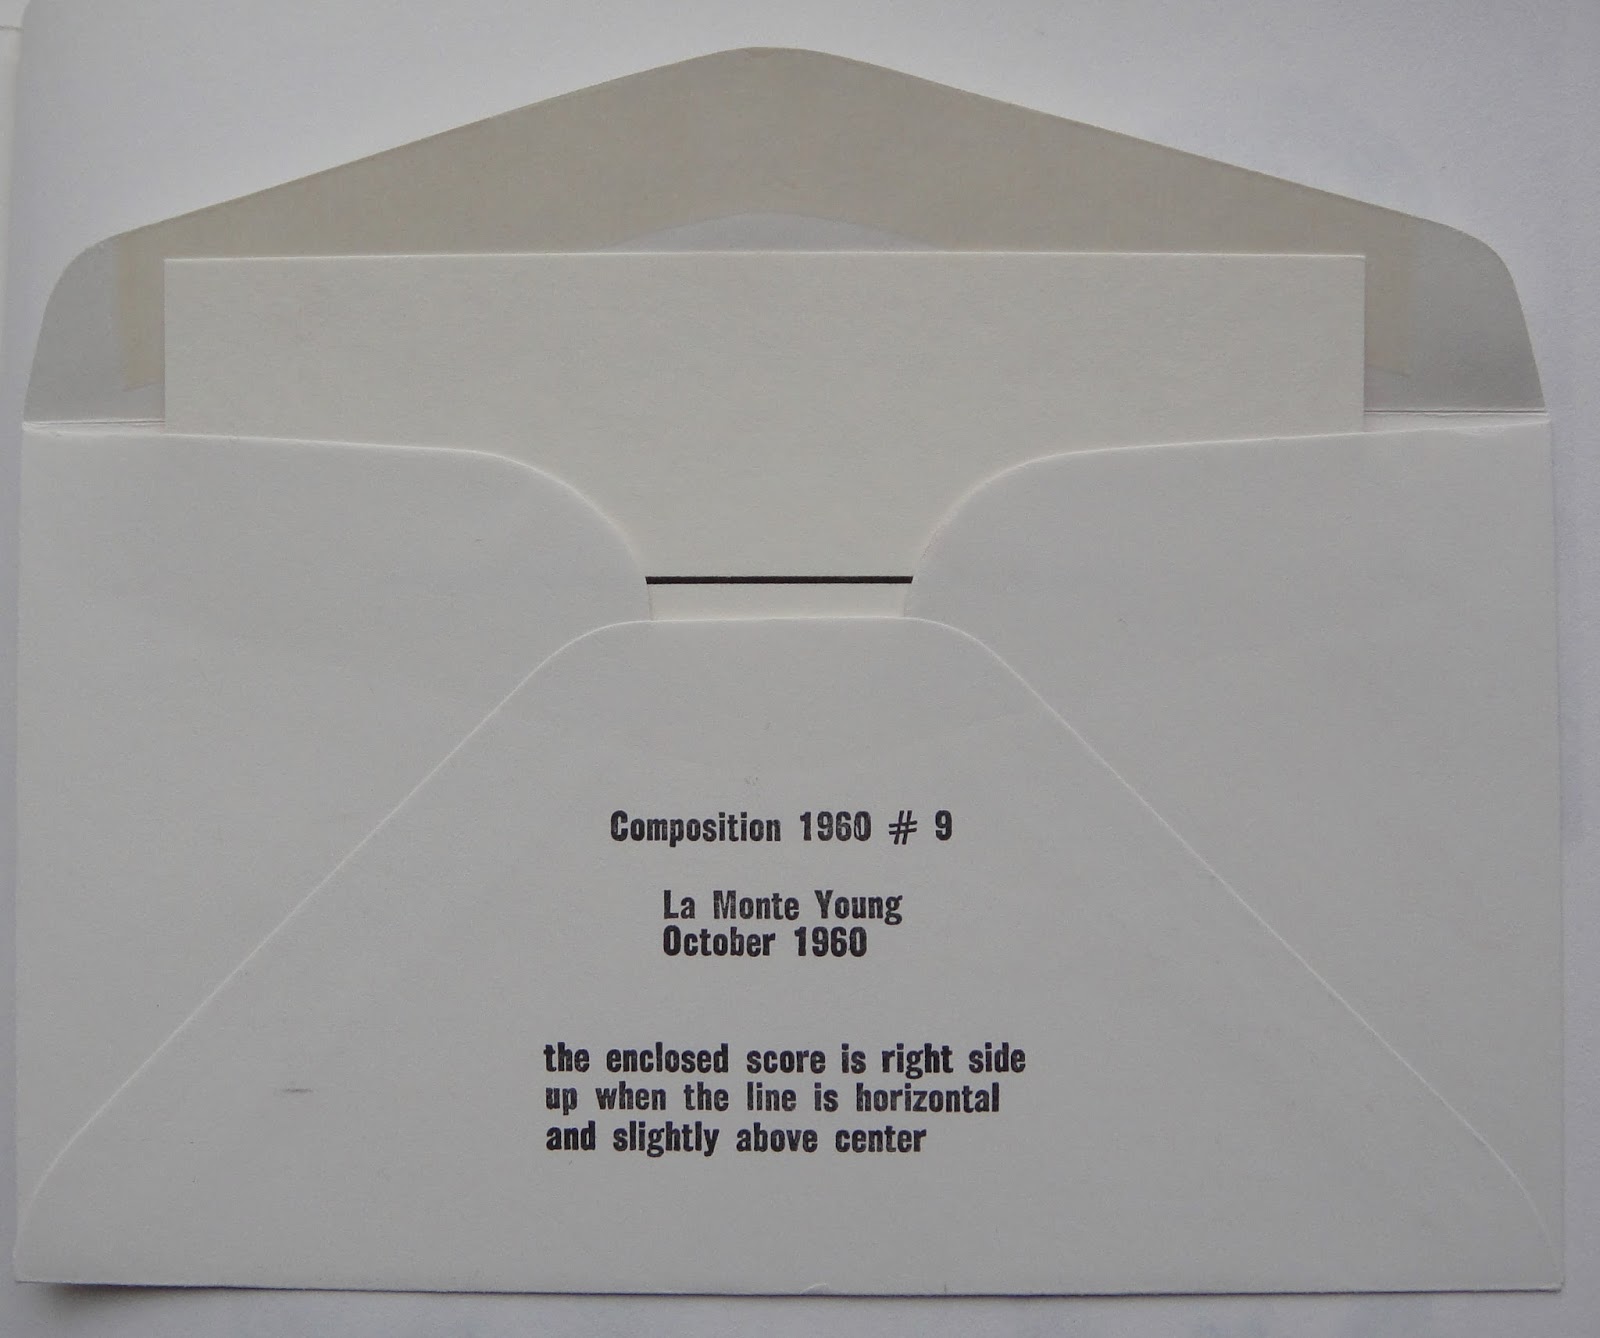 Composition 1960 # 9
La Monte Young
October 1960
the enclosed score is right side
up when the line is horizontal
and slightly above center